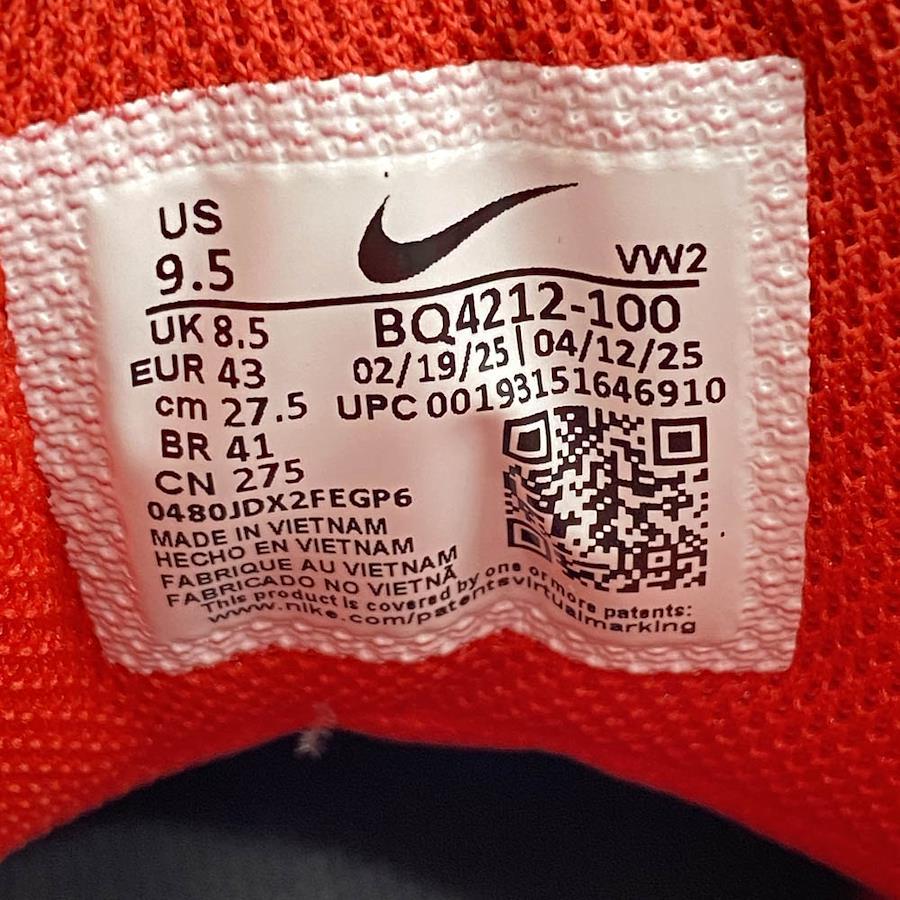 US
9.5
VW2
UK 8.5
EUR 43
cm 27.5
BR 41
CN 275
BQ4212-100
02/19/25 | 04/12/25
UPC 00193151646910
0480JDX2FEGP6
MADE IN VIETNAM
HECHO EN VIETNAM
FABRIQUE AU VIETNAM
FABRICADO NO VIETNÃ
This product is covered by one or more patents:
www.nike.com/patentsvirtualmarking